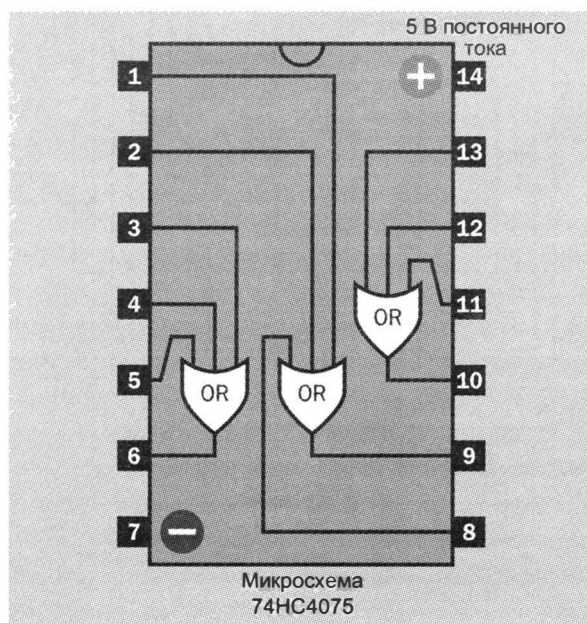 5 В постоянного
тока
1
14
2
13
3
12
4
11
OR
5
OR
OR
10
6
9
7
8
Микросхема
74HC4075